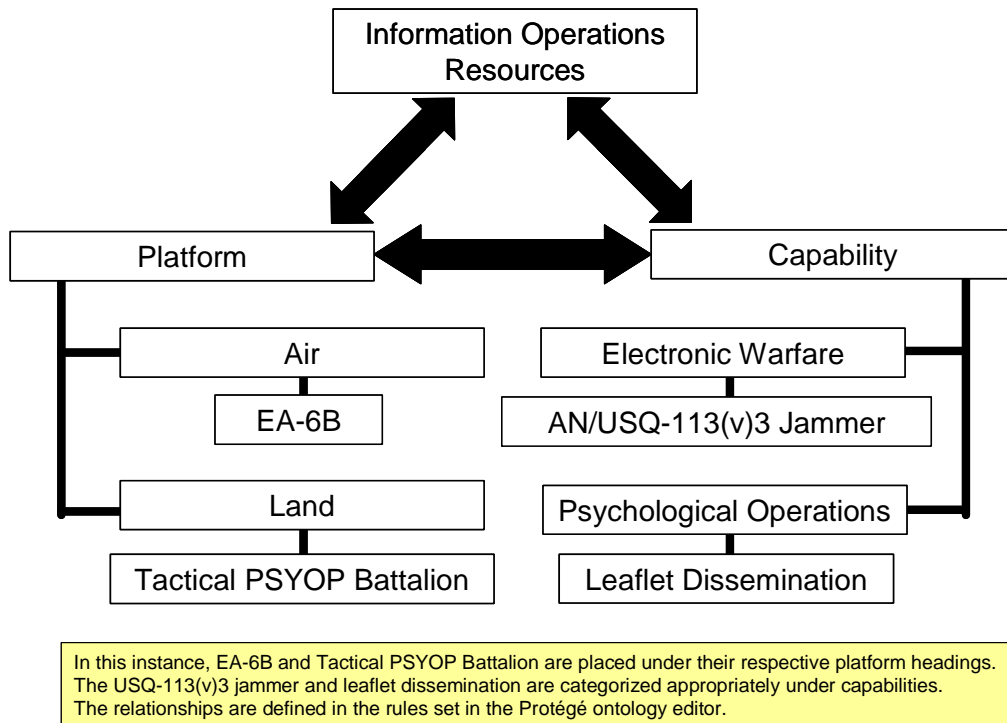 Information Operations
Resources
Platform
Capability
Air
Electronic Warfare
EA-6B
AN/USQ-113(v)3 Jammer
Land
Psychological Operations
Tactical PSYOP Battalion
Leaflet Dissemination
In this instance, EA-6B and Tactical PSYOP Battalion are placed under their respective platform headings.
The USQ-113(v)3 jammer and leaflet dissemination are categorized appropriately under capabilities.
The relationships are defined in the rules set in the Protégé ontology editor.